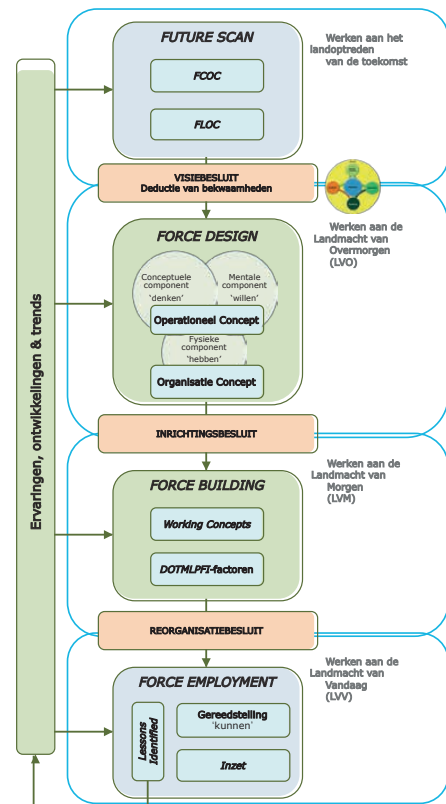 FUTURE SCAN
Werken aan het
landoptreden
van de toekomst
FCOC
FLOC
VISIEBESLUIT
Deductie van bekwaamheden
FORCE DESIGN
Werken aan de
Landmacht van
Overmorgen
(LVO)
Conceptuele
component
'denken'
Mentale
component
'willen'
Operationeel Concept
Fysieke
component
'hebben'
Organisatie Concept
Ervaringen, ontwikkelingen & trends
INRICHTINGSBESLUIT
Werken aan de
Landmacht van
Morgen
(LVM)
FORCE BUILDING
Working Concepts
DOTMLPFI-factoren
REORGANISATIEBESLUIT
Werken aan de
Landmacht van
Vandaag
(LVV)
FORCE EMPLOYMENT
Lessons
Identified
Gereedstelling
'kunnen'
Inzet